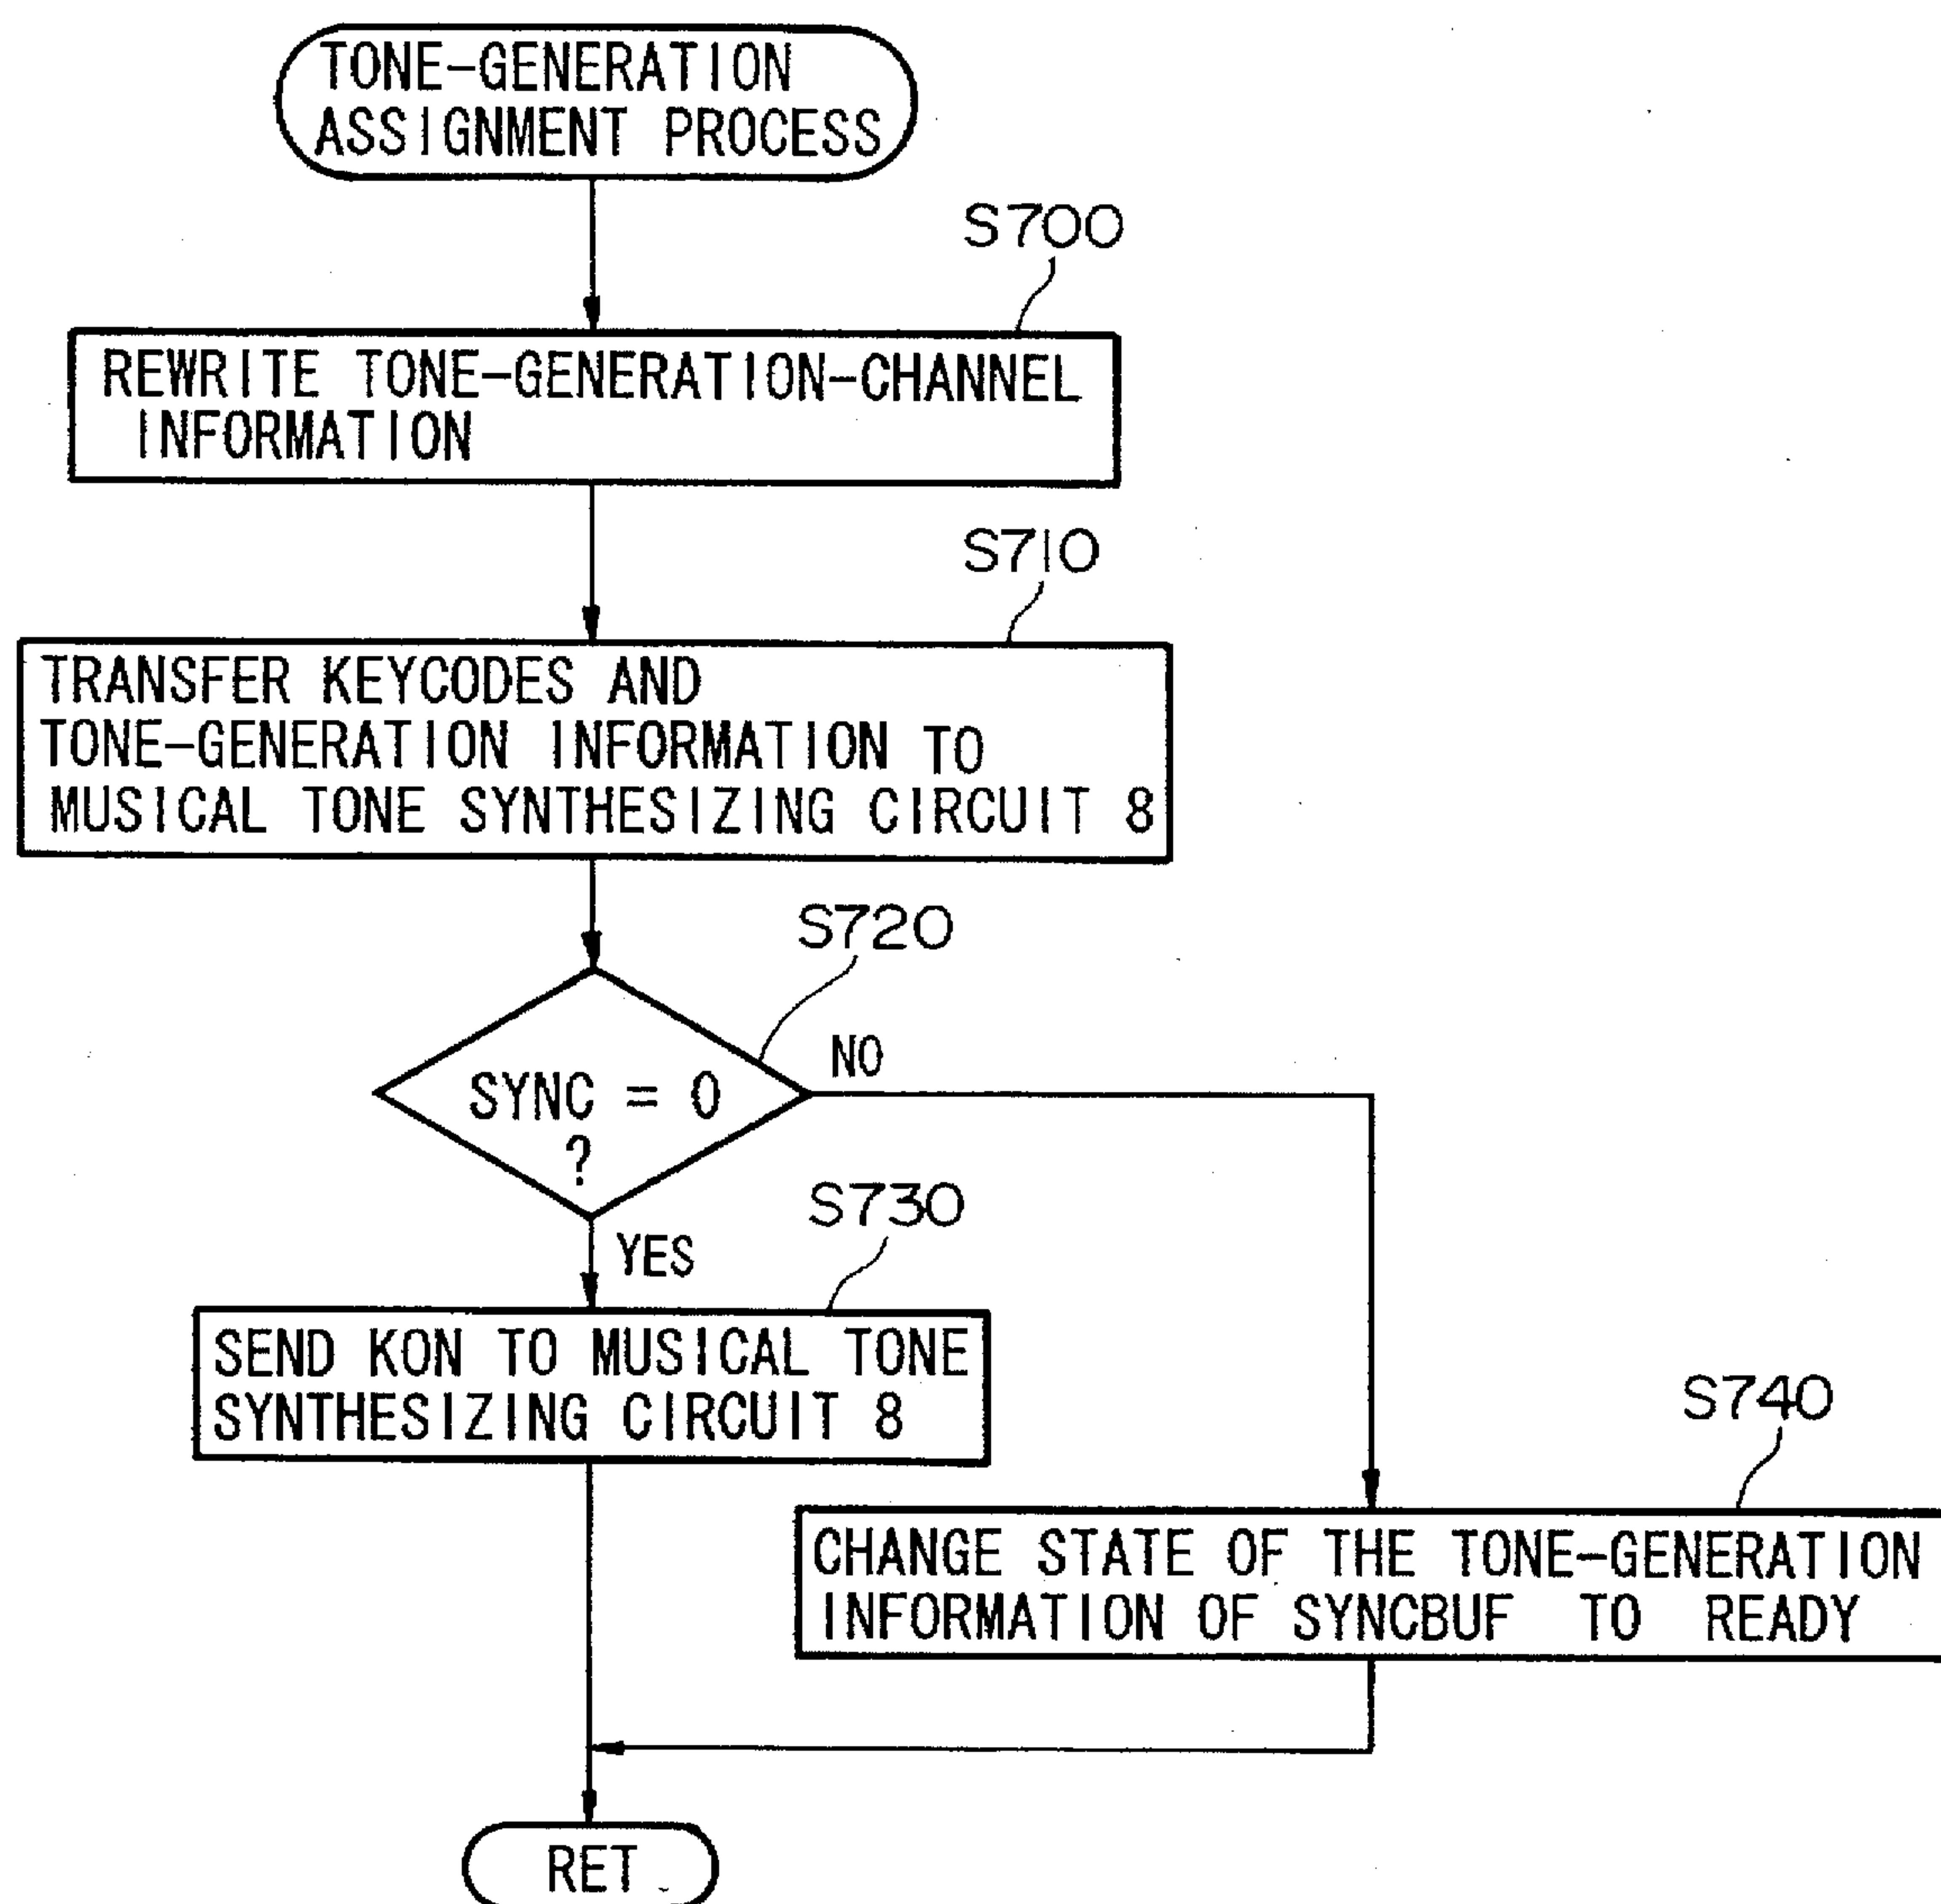 TONE-GENERATION
ASSIGNMENT PROCESS
S700
REWRITE TONE-GENERATION-CHANNEL
INFORMATION
S710
TRANSFER KEYCODES AND
TONE-GENERATION INFORMATION TO
MUSICAL TONE SYNTHESIZING CIRCUIT 8
S720
SYNC = 0
?
NO
YES
S730
SEND KON TO MUSICAL TONE
SYNTHESIZING CIRCUIT 8
S740
CHANGE STATE OF THE TONE-GENERATION
INFORMATION OF SYNCBUF TO READY
RET